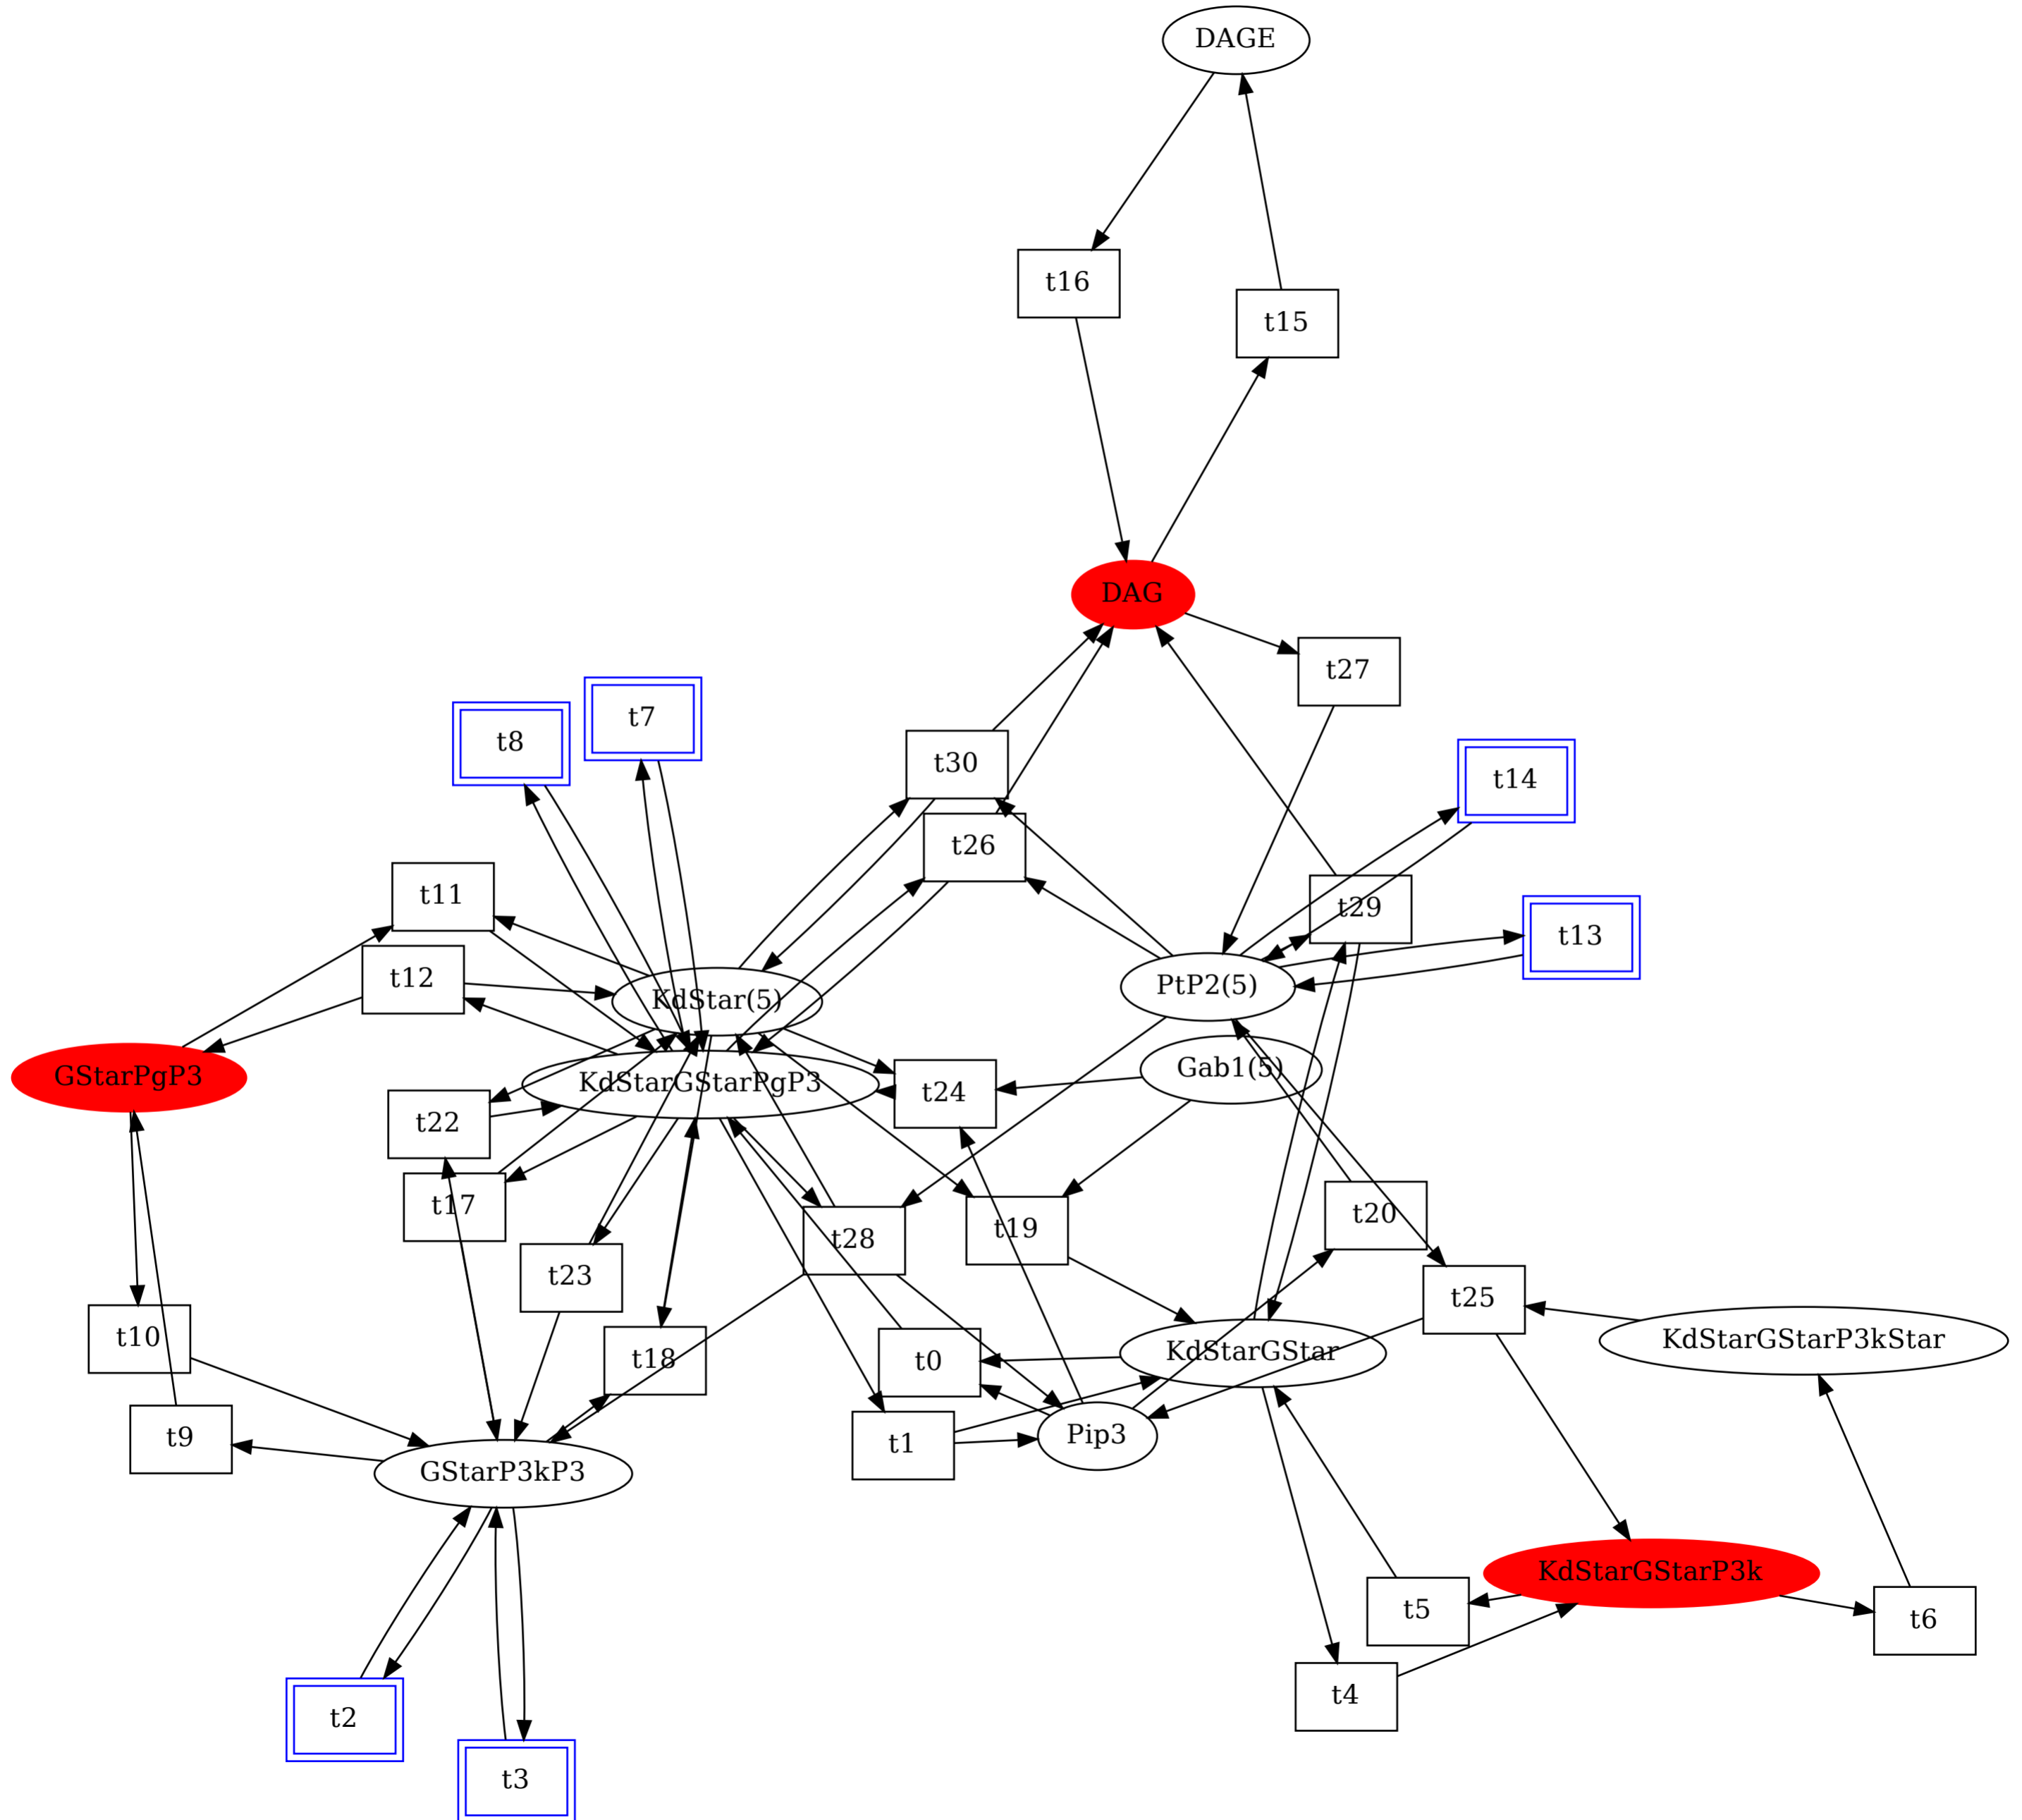 DAGE
t16
t15
DAG
t27
t7
t8
t30
t14
t26
t11
t29
t13
t12
KdStar(5)
PtP2(5)
GStarPgP3
KdStarGStarPgP3
Gab1(5)
t24
t22
t17
t28
t19
t20
t23
t25
t10
t18
t0
KdStarGStar
KdStarGStarP3kStar
t9
t1
Pip3
GStarP3kP3
KdStarGStarP3k
t5
t6
t4
t2
t3